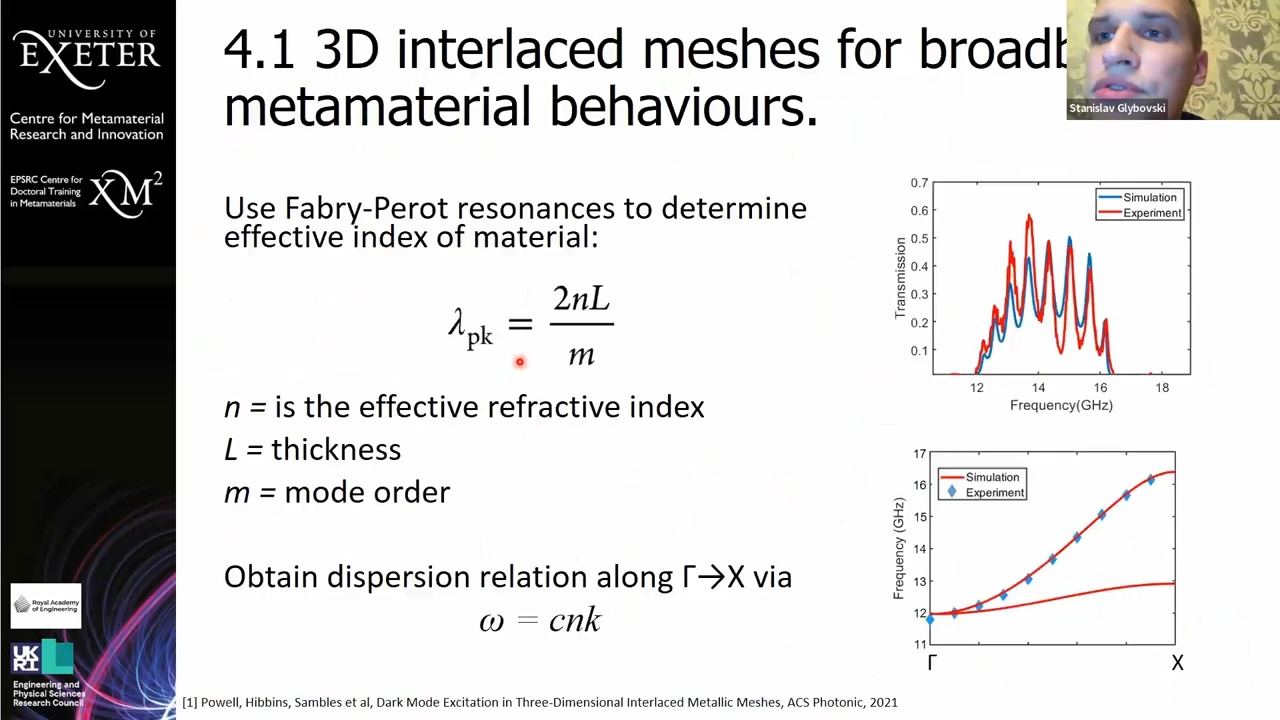 UNIVERSITY OF
EXETER
Centre for Metamaterial
Research and Innovation
EPSRC Centre for
Doctoral Training
in Metamaterials
XM²
Royal Academy
of Engineering
UK
RI
Engineering and
Physical Sciences
Research Council
4.1 3D interlaced meshes for broadb
metamaterial behaviours.
Stanislav Glybovski
Use Fabry-Perot resonances to determine
effective index of material:
λpk = 2nL/m
n = is the effective refractive index
L = thickness
m = mode order
Obtain dispersion relation along Γ→X via
ω = cnk
0.7
0.6
0.5
0.4
0.3
0.2
0.1
Transmission
Simulation
Experiment
12 14 16 18
Frequency(GHz)
17
16
15
14
13
12
11
Frequency (GHz)
Simulation
Experiment
Γ X
[1] Powell, Hibbins, Sambles et al, Dark Mode Excitation in Three-Dimensional Interlaced Metallic Meshes, ACS Photonic, 2021